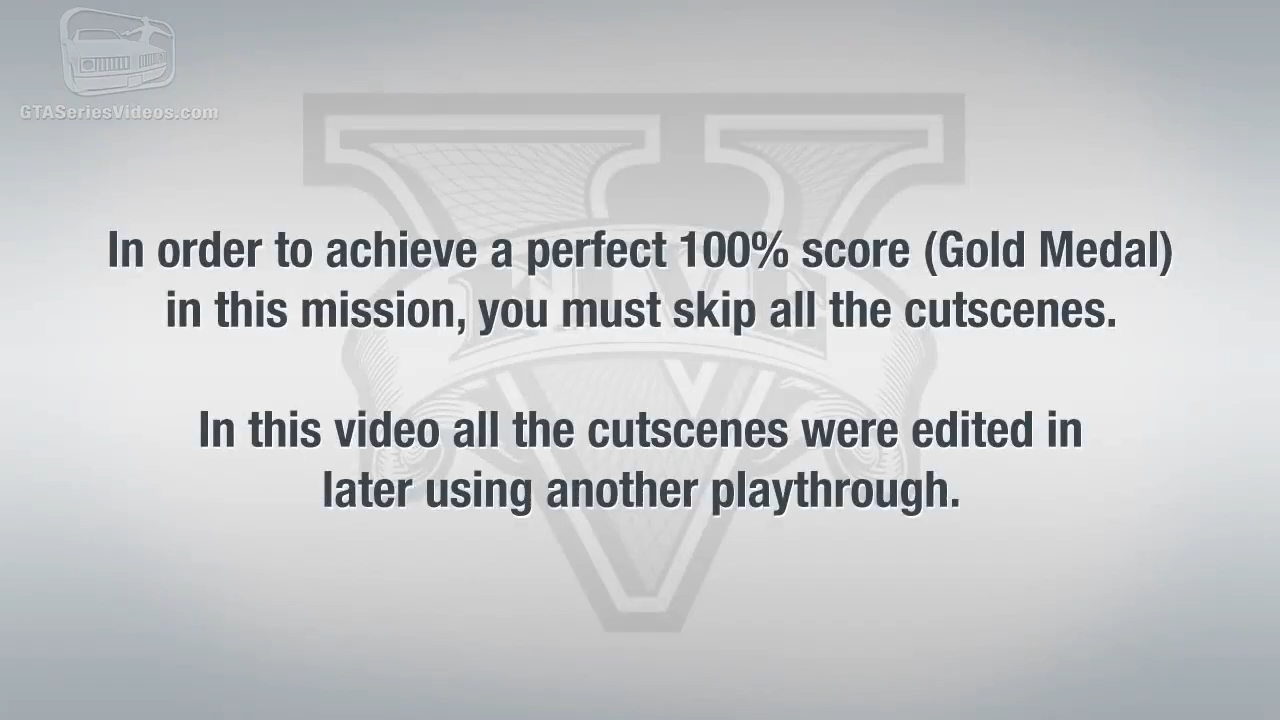 GTASeriesVideos.com
In order to achieve a perfect 100% score (Gold Medal)
in this mission, you must skip all the cutscenes.
In this video all the cutscenes were edited in
later using another playthrough.